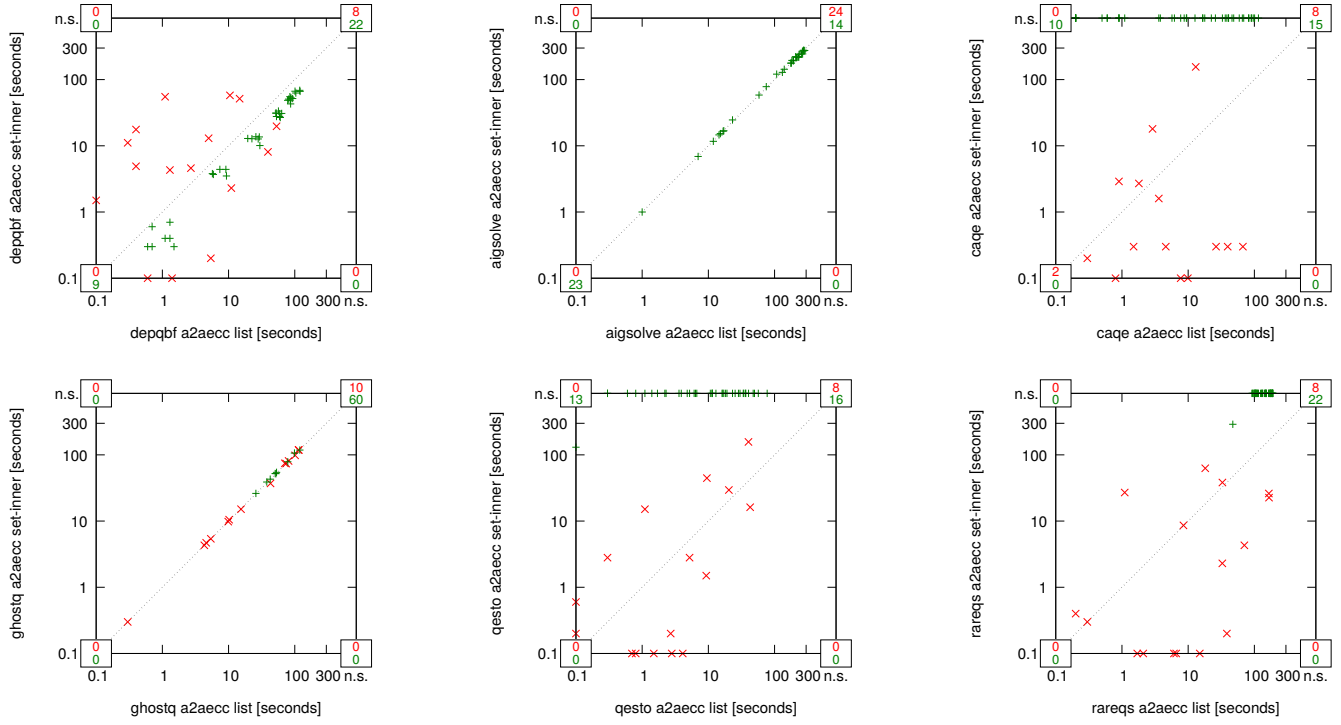 0 8
n.s. 0 22
300
100
10
1
0 0
0.1 9 0
0.1 1 10 100 300 n.s.
depqbf a2aecc set-inner [seconds]
depqbf a2aecc list [seconds]
0 24
n.s. 0 14
300
100
10
1
0 0
0.1 23 0
0.1 1 10 100 300 n.s.
aigsolve a2aecc set-inner [seconds]
aigsolve a2aecc list [seconds]
0 8
n.s. 10 15
300
100
10
1
2 0
0.1 0 0
0.1 1 10 100 300 n.s.
caqe a2aecc set-inner [seconds]
caqe a2aecc list [seconds]
0 10
n.s. 0 60
300
100
10
1
0 0
0.1 0 0
0.1 1 10 100 300 n.s.
ghostq a2aecc set-inner [seconds]
ghostq a2aecc list [seconds]
0 8
n.s. 13 16
300
100
10
1
0 0
0.1 0 0
0.1 1 10 100 300 n.s.
qesto a2aecc set-inner [seconds]
qesto a2aecc list [seconds]
0 8
n.s. 0 22
300
100
10
1
0 0
0.1 0 0
0.1 1 10 100 300 n.s.
rareqs a2aecc set-inner [seconds]
rareqs a2aecc list [seconds]